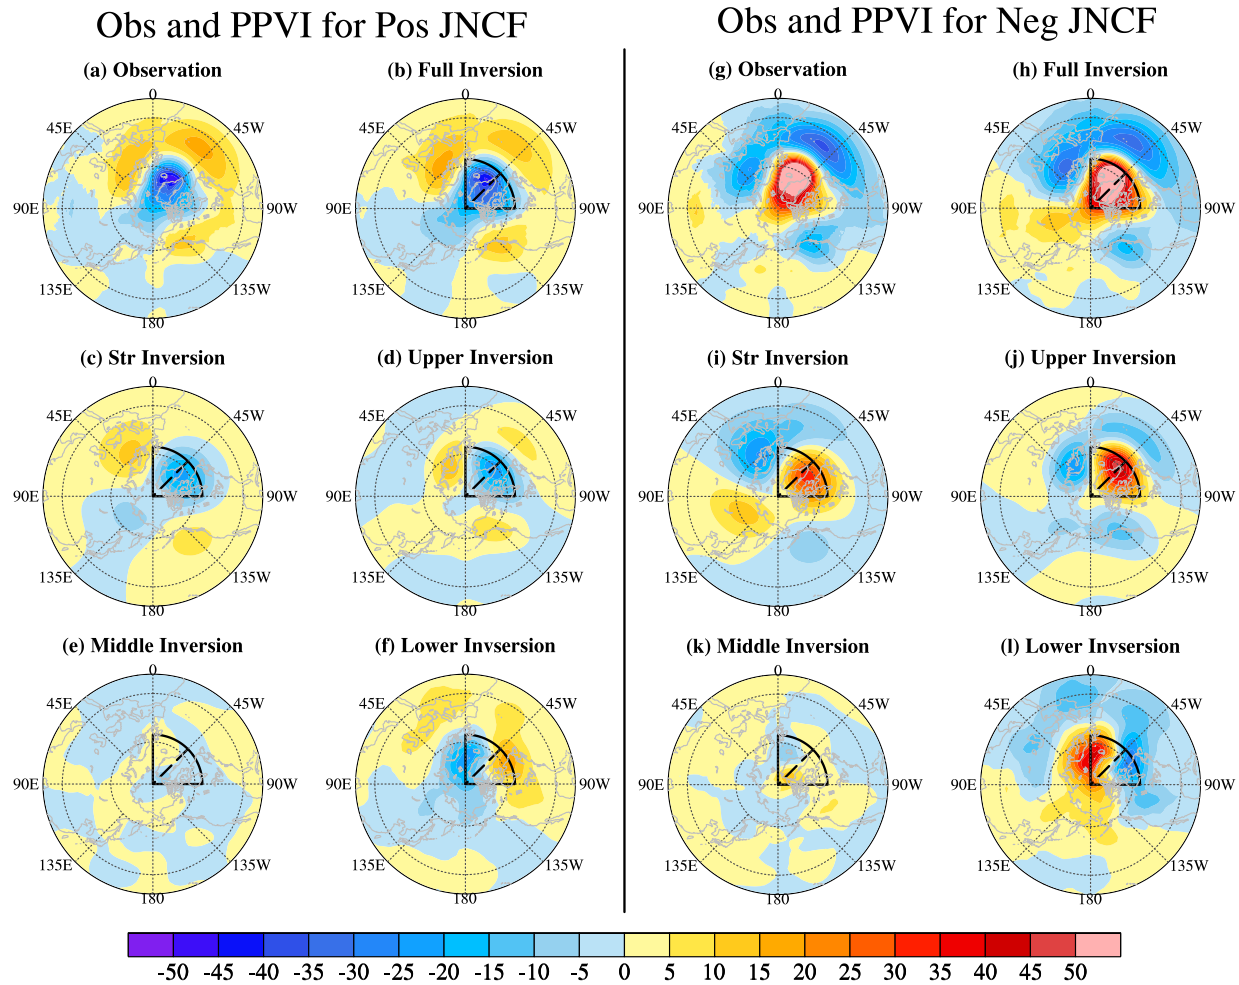 Obs and PPVI for Pos JNCF
Obs and PPVI for Neg JNCF
(a) Observation
(b) Full Inversion
(g) Observation
(h) Full Inversion
0 0 0 0
45E 45W 45E 45W 45E 45W 45E 45W
90E 90W 90E 90W 90E 90W 90E 90W
135E 135W 135E 135W 135E 135W 135E 135W
180 180 180 180
(c) Str Inversion
(d) Upper Inversion
(i) Str Inversion
(j) Upper Inversion
0 0 0 0
45E 45W 45E 45W 45E 45W 45E 45W
90E 90W 90E 90W 90E 90W 90E 90W
135E 135W 135E 135W 135E 135W 135E 135W
180 180 180 180
(e) Middle Inversion
(f) Lower Invsersion
(k) Middle Inversion
(l) Lower Inversion
0 0 0 0
45E 45W 45E 45W 45E 45W 45E 45W
90E 90W 90E 90W 90E 90W 90E 90W
135E 135W 135E 135W 135E 135W 135E 135W
180 180 180 180
-50 -45 -40 -35 -30 -25 -20 -15 -10 -5 0 5 10 15 20 25 30 35 40 45 50